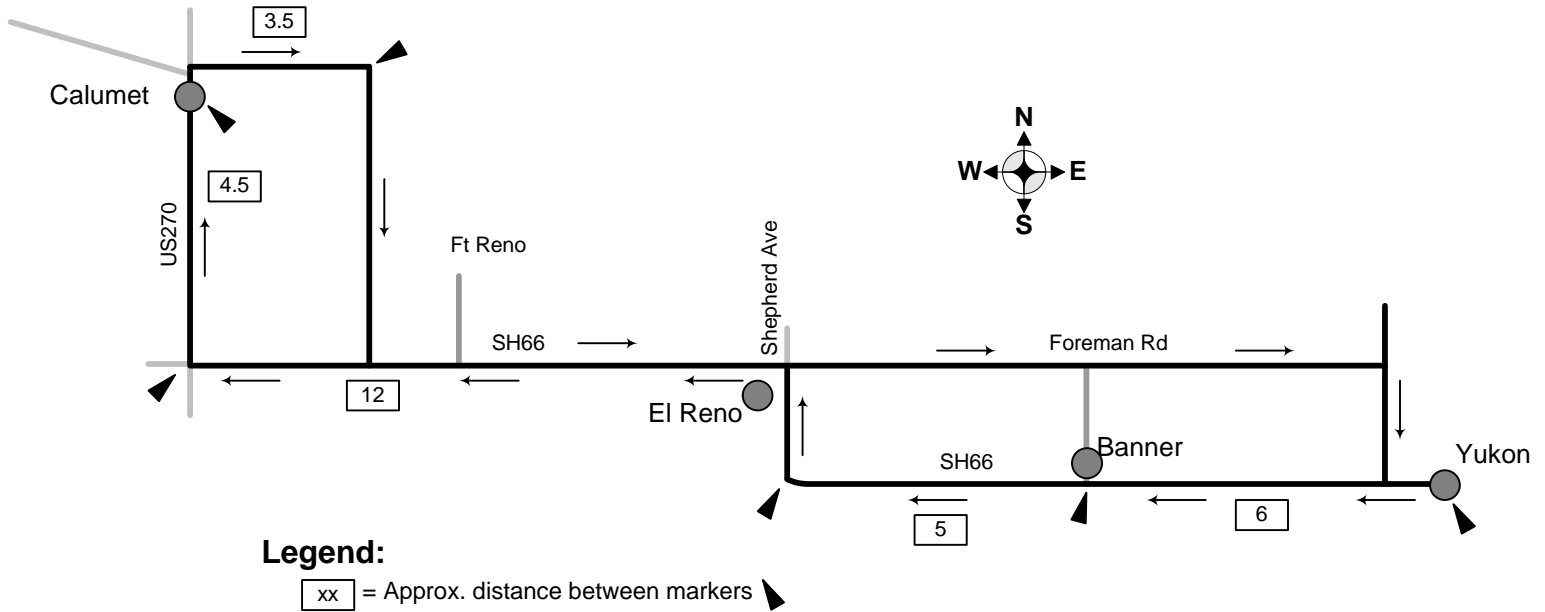 3.5
Calumet
N
W
E
S
4.5
US270
Ft Reno
Shepherd Ave
SH66
Foreman Rd
12
El Reno
SH66
Banner
Yukon
5
6
Legend:
xx = Approx. distance between markers